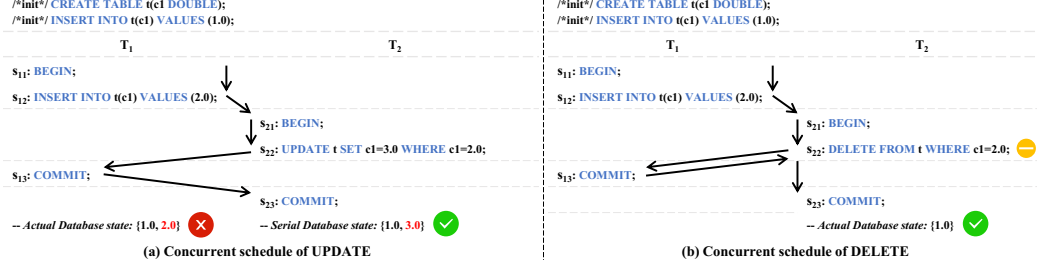 /*init*/ CREATE TABLE t(c1 DOUBLE);
/*init*/ INSERT INTO t(c1) VALUES (1.0);
T1 T2
s11: BEGIN;
s12: INSERT INTO t(c1) VALUES (2.0);
s21: BEGIN;
s22: UPDATE t SET c1=3.0 WHERE c1=2.0;
s13: COMMIT;
s23: COMMIT;
-- Actual Database state: {1.0, 2.0} -- Serial Database state: {1.0, 3.0}
(a) Concurrent schedule of UPDATE
/*init*/ CREATE TABLE t(c1 DOUBLE);
/*init*/ INSERT INTO t(c1) VALUES (1.0);
T1 T2
s11: BEGIN;
s12: INSERT INTO t(c1) VALUES (2.0);
s21: BEGIN;
s22: DELETE FROM t WHERE c1=2.0;
s13: COMMIT;
s23: COMMIT;
-- Actual Database state: {1.0}
(b) Concurrent schedule of DELETE